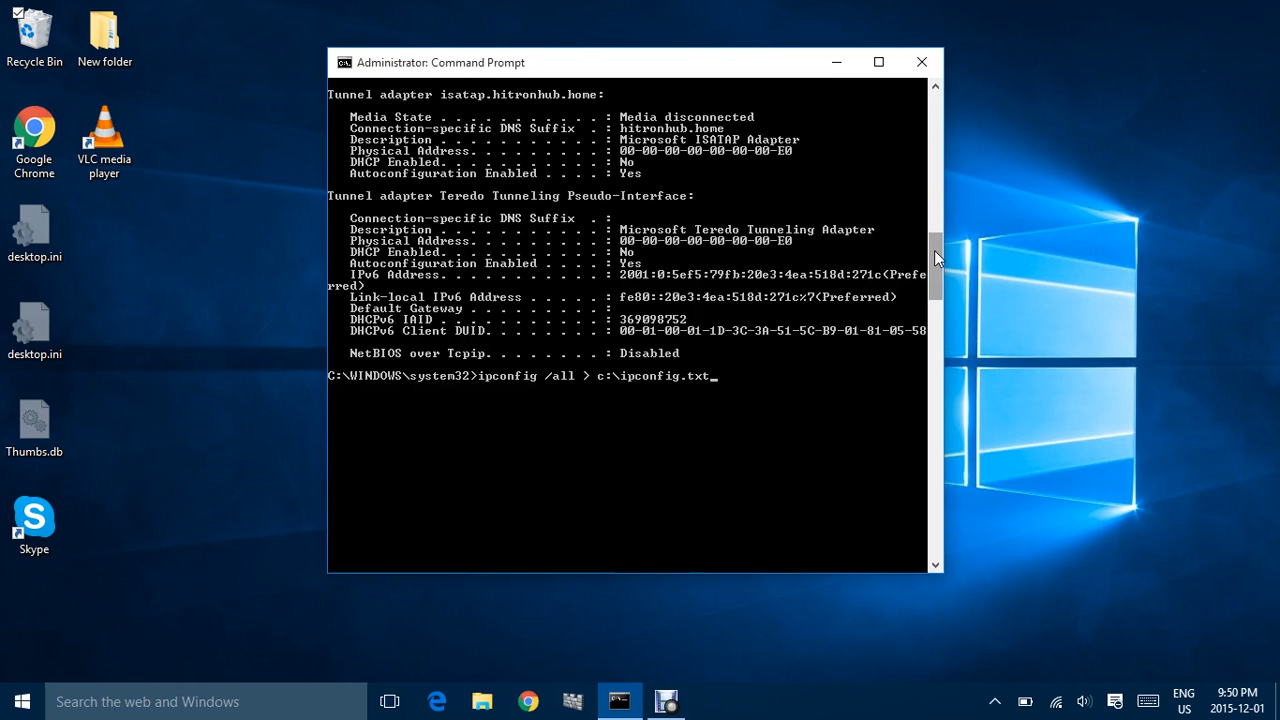 Recycle Bin
New folder
Google Chrome
VLC media player
desktop.ini
desktop.ini
Thumbs.db
Skype
Administrator: Command Prompt
Tunnel adapter isatap.hitronhub.home:
Media State . . . . . . . . . . . : Media disconnected
Connection-specific DNS Suffix  . : hitronhub.home
Description . . . . . . . . . . . : Microsoft ISATAP Adapter
Physical Address. . . . . . . . . : 00-00-00-00-00-00-00-E0
DHCP Enabled. . . . . . . . . . . : No
Autoconfiguration Enabled . . . . : Yes
Tunnel adapter Teredo Tunneling Pseudo-Interface:
Connection-specific DNS Suffix  . :
Description . . . . . . . . . . . : Microsoft Teredo Tunneling Adapter
Physical Address. . . . . . . . . : 00-00-00-00-00-00-00-E0
DHCP Enabled. . . . . . . . . . . : No
Autoconfiguration Enabled . . . . : Yes
IPv6 Address. . . . . . . . . . . : 2001:0:5ef5:79fb:20e3:4ea:518d:271c(Prefe
rred)
Link-local IPv6 Address . . . . . : fe80::20e3:4ea:518d:271c%7(Preferred)
Default Gateway . . . . . . . . . :
DHCPv6 IAID . . . . . . . . . . . : 369098752
DHCPv6 Client DUID. . . . . . . . : 00-01-00-01-1D-3C-3A-51-5C-B9-01-81-05-58
NetBIOS over Tcpip. . . . . . . . : Disabled
C:\WINDOWS\system32>ipconfig /all > c:\ipconfig.txt_
Search the web and Windows
ENG
US
9:50 PM
2015-12-01